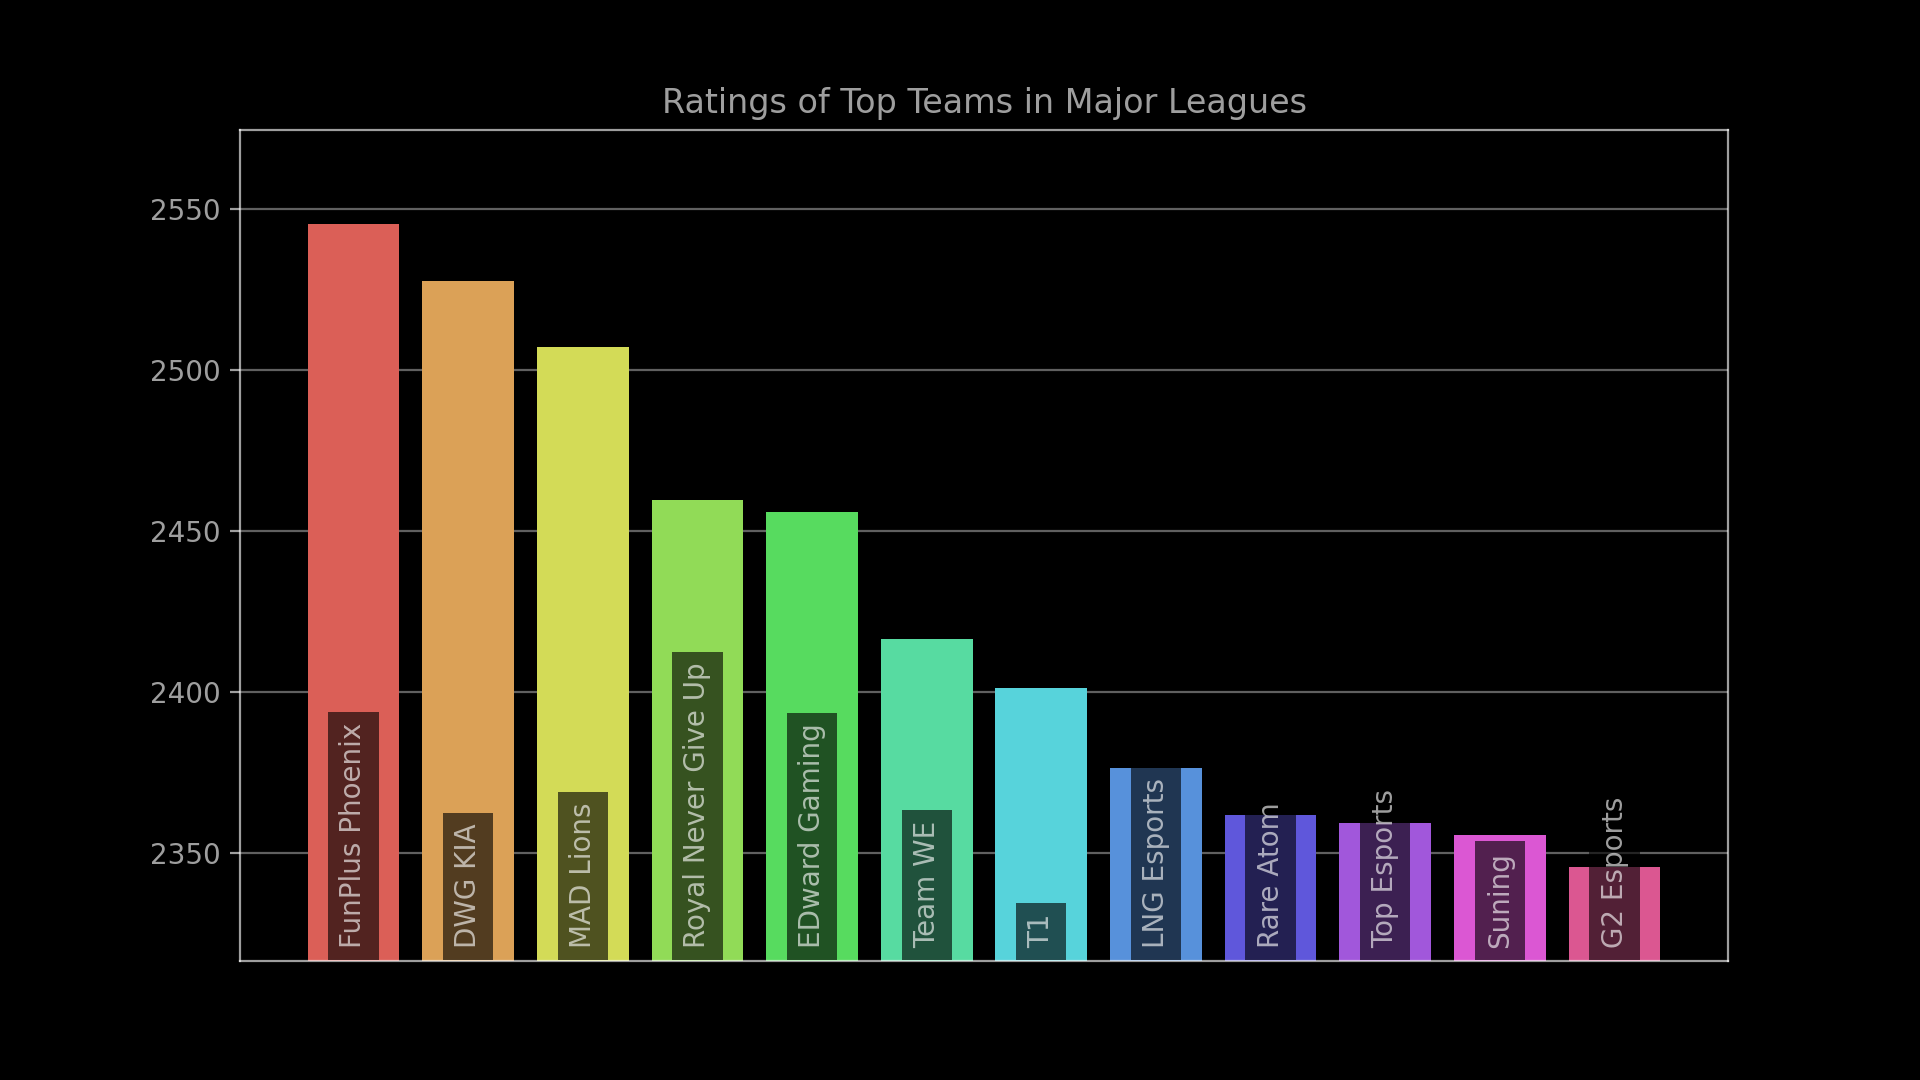 Ratings of Top Teams in Major Leagues
2550
2500
2450
2400
2350
FunPlus Phoenix
DWG KIA
MAD Lions
Royal Never Give Up
EDward Gaming
Team WE
T1
LNG Esports
Rare Atom
Top Esports
Suning
G2 Esports